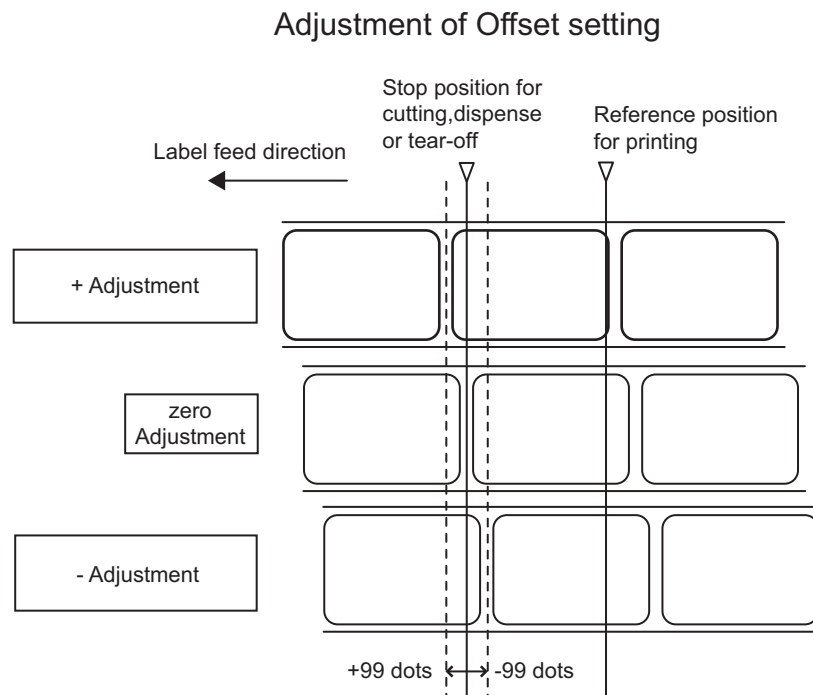 Adjustment of Offset setting
Stop position for
cutting,dispense
or tear-off
Reference position
for printing
Label feed direction
+ Adjustment
zero
Adjustment
- Adjustment
+99 dots
-99 dots